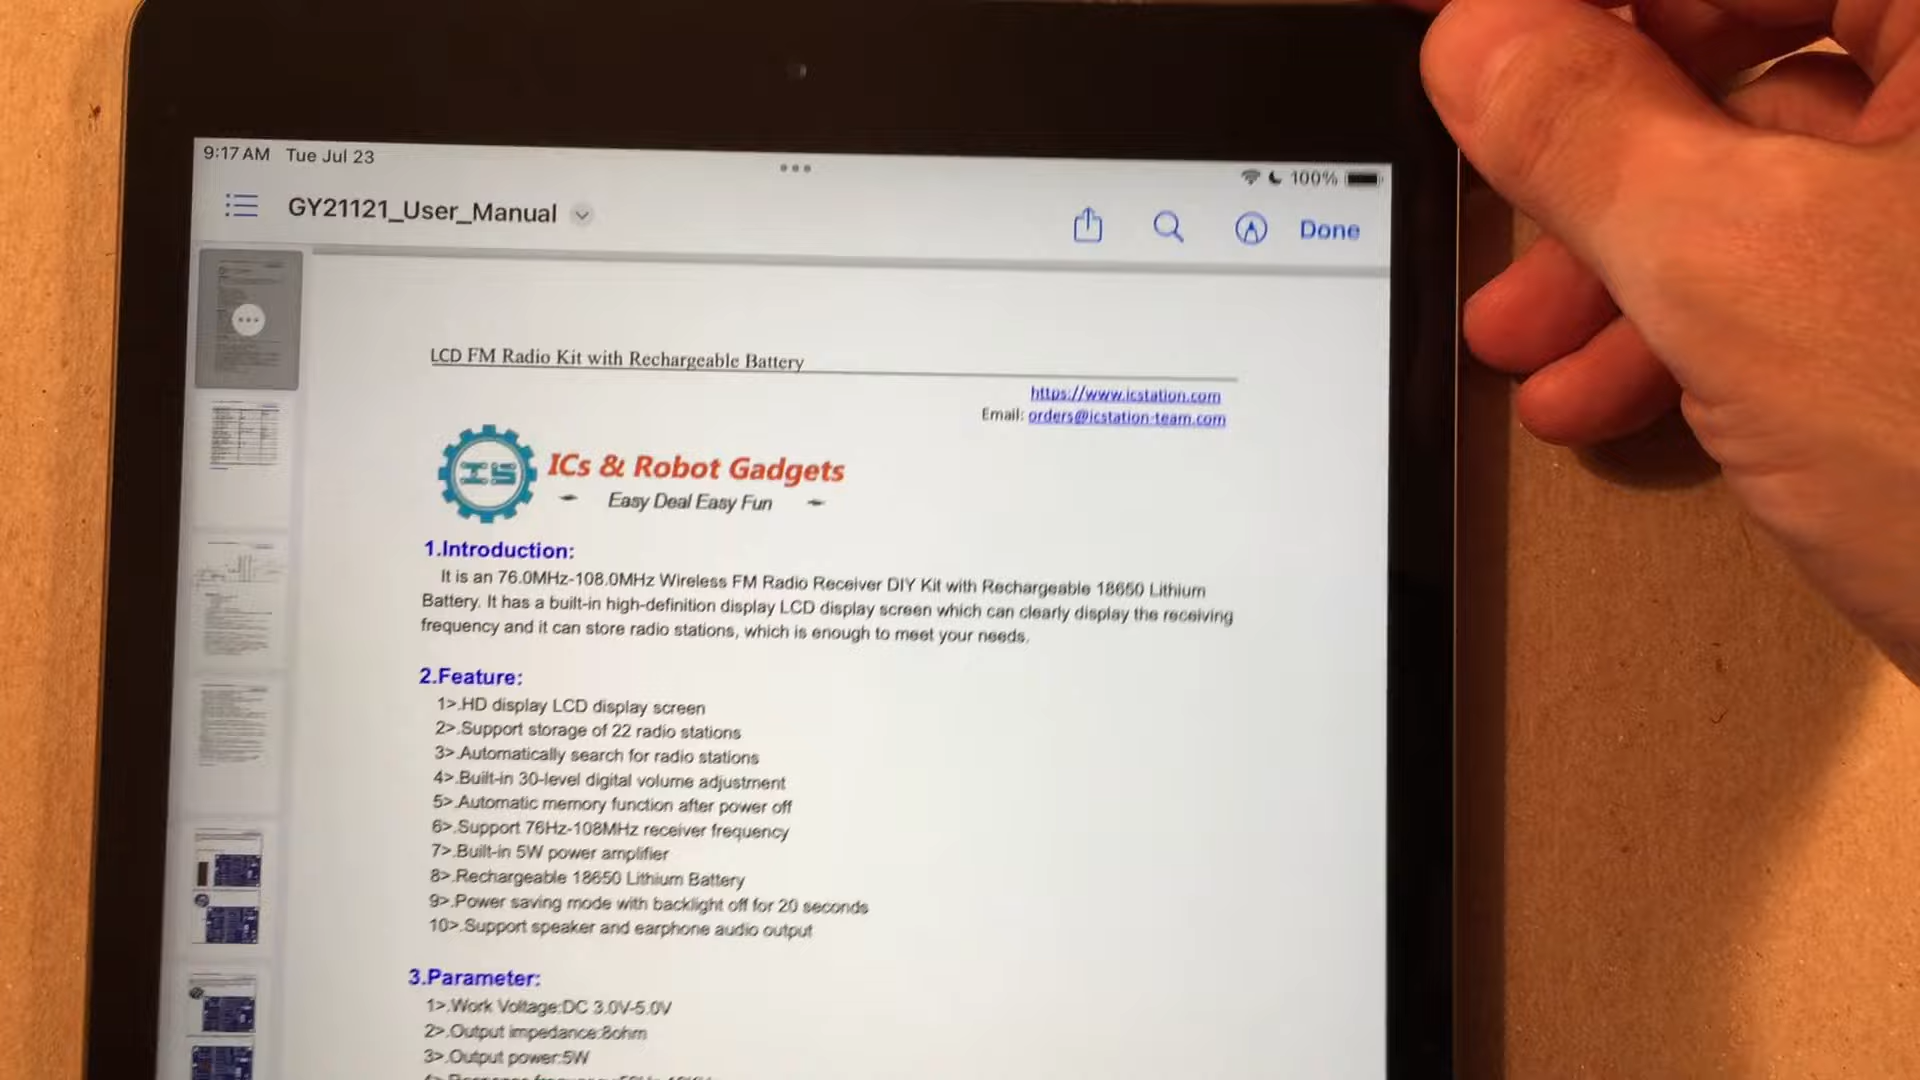 9:17 AM Tue Jul 23
100%
GY21121_User_Manual
Done
LCD FM Radio Kit with Rechargeable Battery
https://www.icstation.com
Email: orders@icstation-team.com
IS
ICs & Robot Gadgets
Easy Deal Easy Fun
1.Introduction:
It is an 76.0MHz-108.0MHz Wireless FM Radio Receiver DIY Kit with Rechargeable 18650 Lithium
Battery. It has a built-in high-definition display LCD display screen which can clearly display the receiving
frequency and it can store radio stations, which is enough to meet your needs.
2.Feature:
1>.HD display LCD display screen
2>.Support storage of 22 radio stations
3>.Automatically search for radio stations
4>.Built-in 30-level digital volume adjustment
5>.Automatic memory function after power off
6>.Support 76Hz-108MHz receiver frequency
7>.Built-in 5W power amplifier
8>.Rechargeable 18650 Lithium Battery
9>.Power saving mode with backlight off for 20 seconds
10>.Support speaker and earphone audio output
3.Parameter:
1>.Work Voltage:DC 3.0V-5.0V
2>.Output impedance:8ohm
3>.Output power:5W